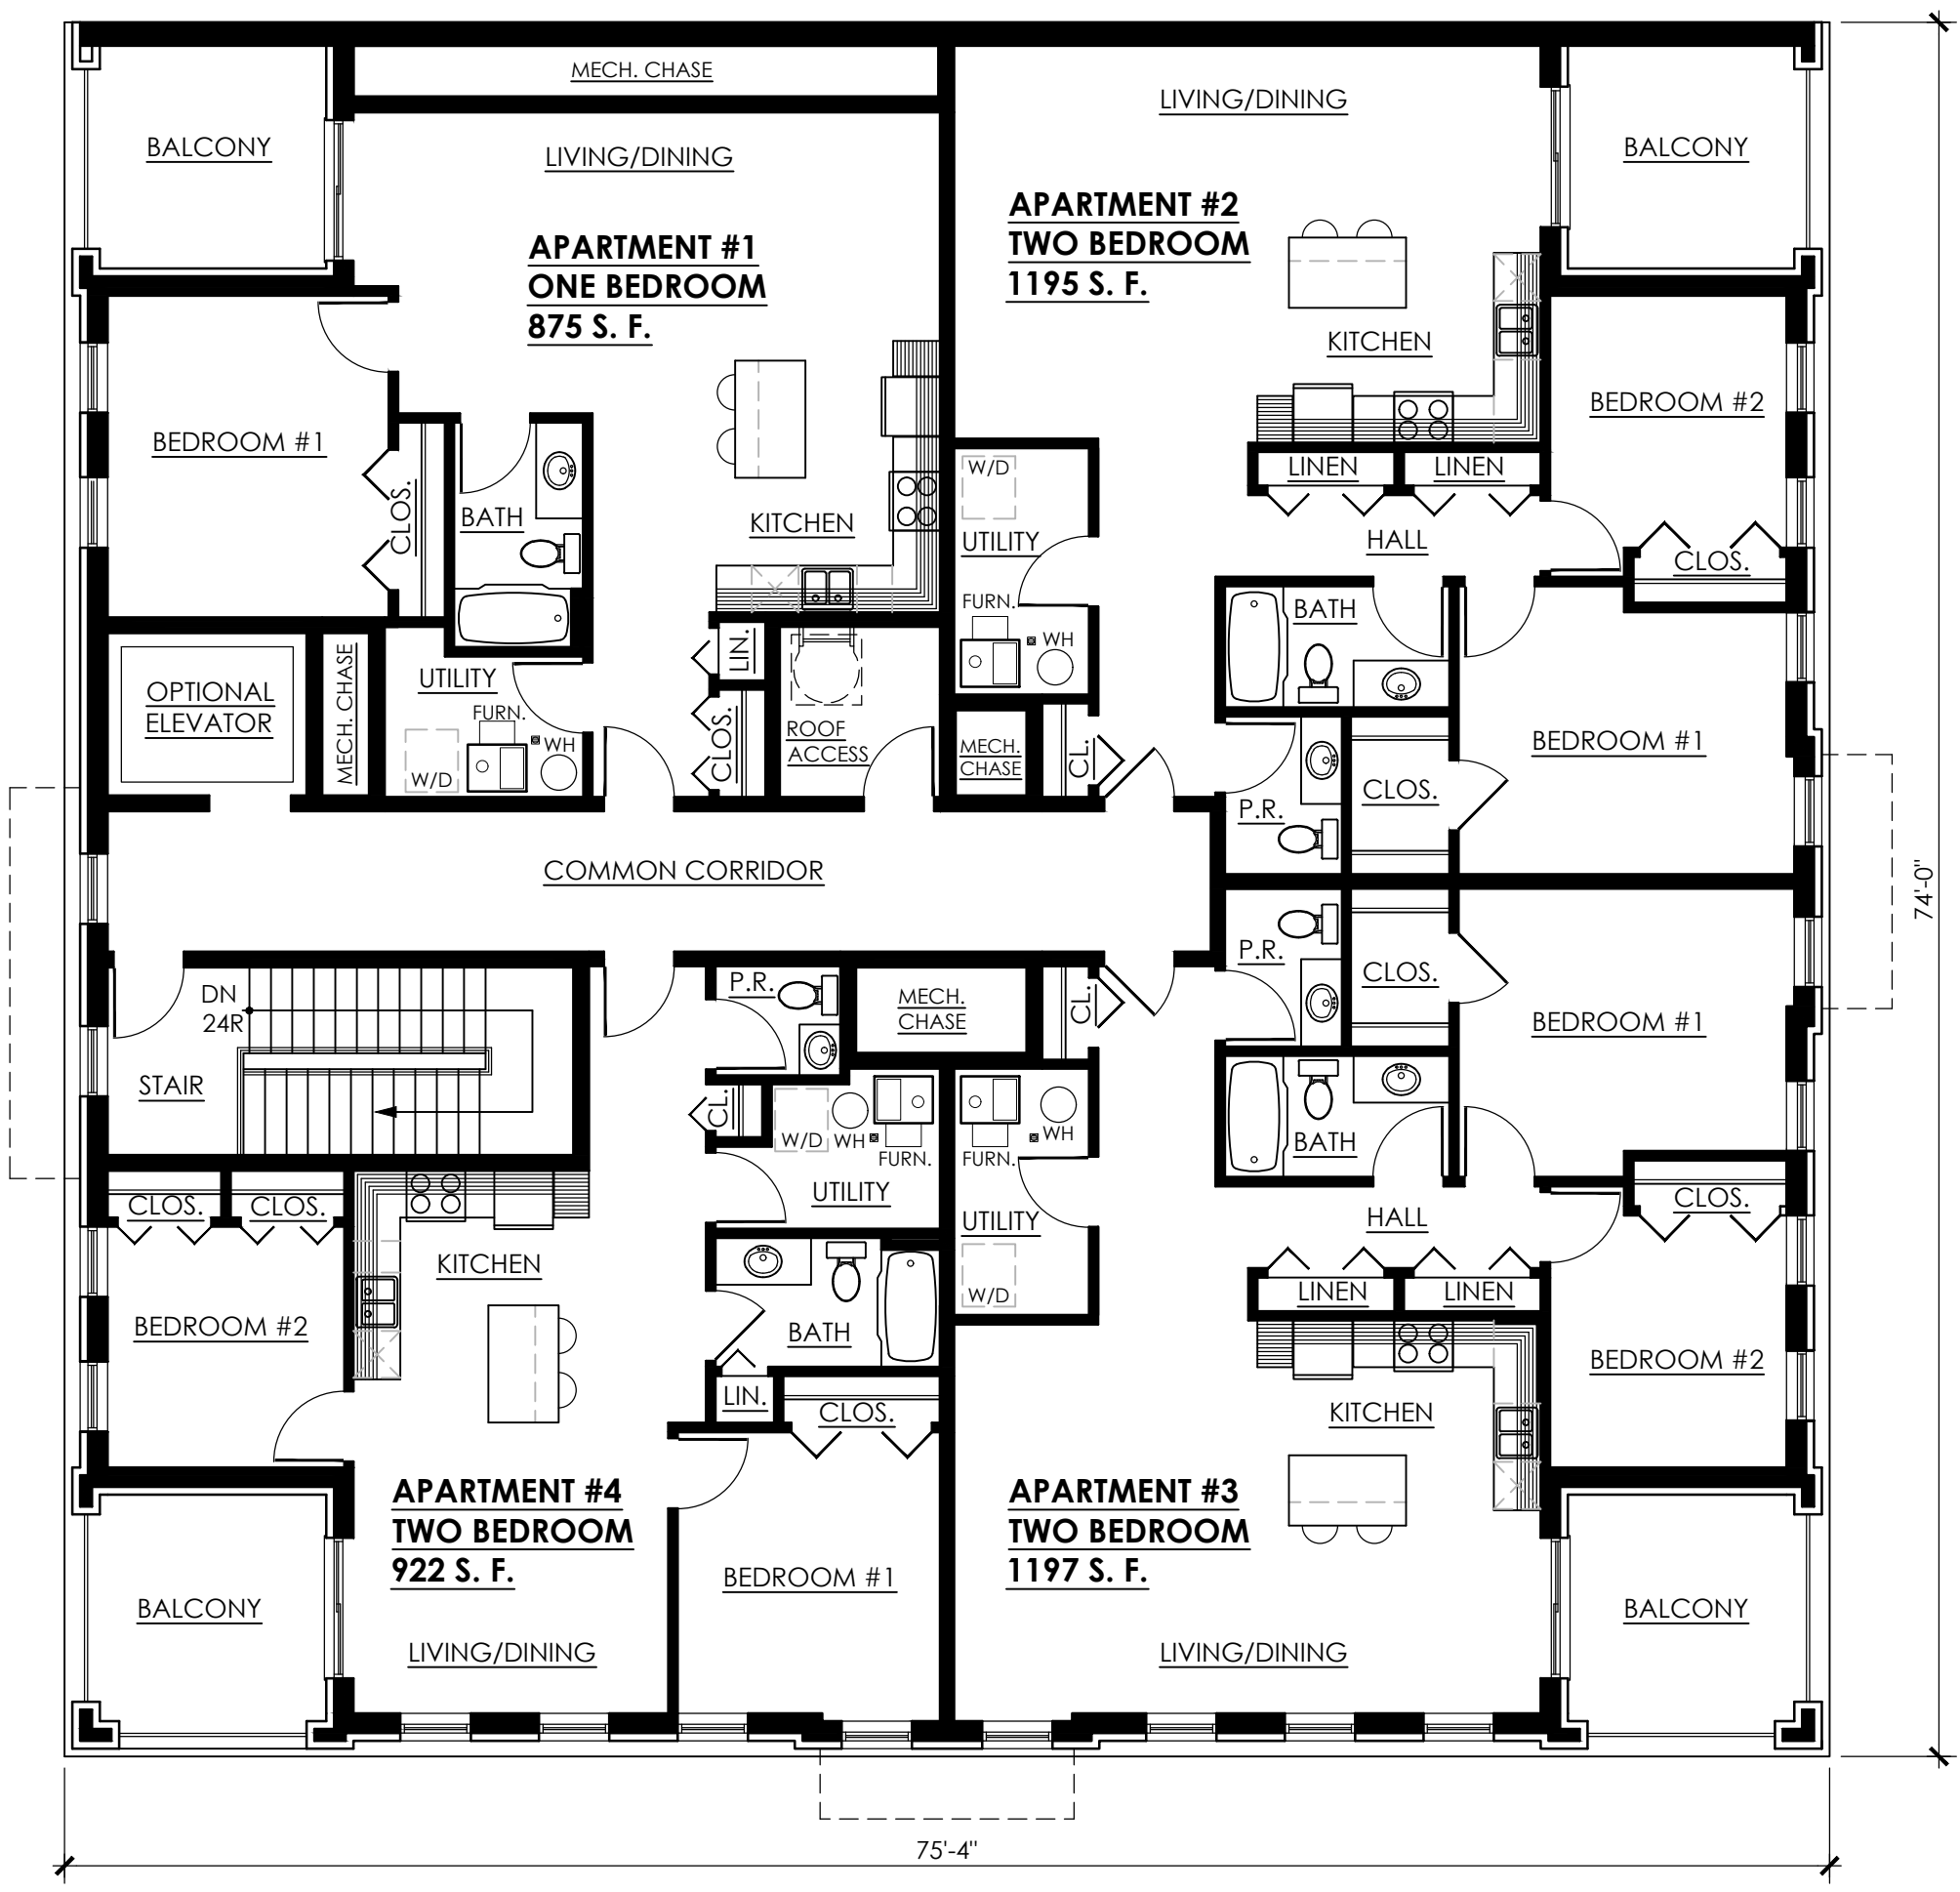 MECH. CHASE
LIVING/DINING
BALCONY
LIVING/DINING
BALCONY
APARTMENT #1
ONE BEDROOM
875 S. F.
APARTMENT #2
TWO BEDROOM
1195 S. F.
KITCHEN
BEDROOM #2
BEDROOM #1
CLOS.
BATH
KITCHEN
W/D
UTILITY
FURN.
WH
LINEN
LINEN
HALL
CLOS.
BATH
OPTIONAL
ELEVATOR
MECH. CHASE
UTILITY
FURN.
WH
W/D
LIN.
CLOS.
ROOF
ACCESS
MECH.
CHASE
CL.
P.R.
CLOS.
BEDROOM #1
COMMON CORRIDOR
74'-0"
DN
24R
STAIR
P.R.
MECH.
CHASE
CL.
P.R.
CLOS.
BEDROOM #1
CL.
W/D
WH
FURN.
UTILITY
FURN.
WH
UTILITY
W/D
BATH
HALL
CLOS.
LINEN
LINEN
CLOS.
CLOS.
KITCHEN
BEDROOM #2
BATH
LIN.
CLOS.
KITCHEN
BEDROOM #2
APARTMENT #4
TWO BEDROOM
922 S. F.
BEDROOM #1
APARTMENT #3
TWO BEDROOM
1197 S. F.
BALCONY
LIVING/DINING
LIVING/DINING
BALCONY
75'-4"